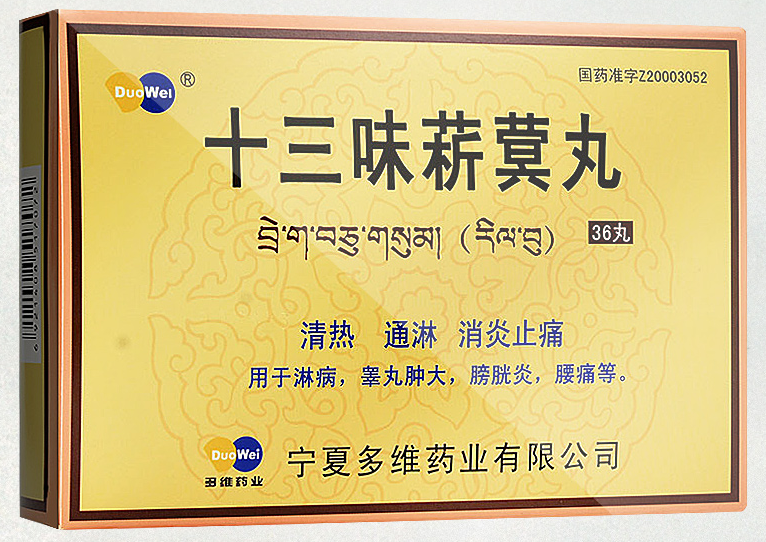 DuoWei®
国药准字Z20003052
十三味菥蓂丸
བྲེ་ག་བཅུ་གསུམ། (རིལ་བུ) 36丸
清热 通淋 消炎止痛
用于淋病，睾丸肿大，膀胱炎，腰痛等。
DuoWei
多维药业
宁夏多维药业有限公司